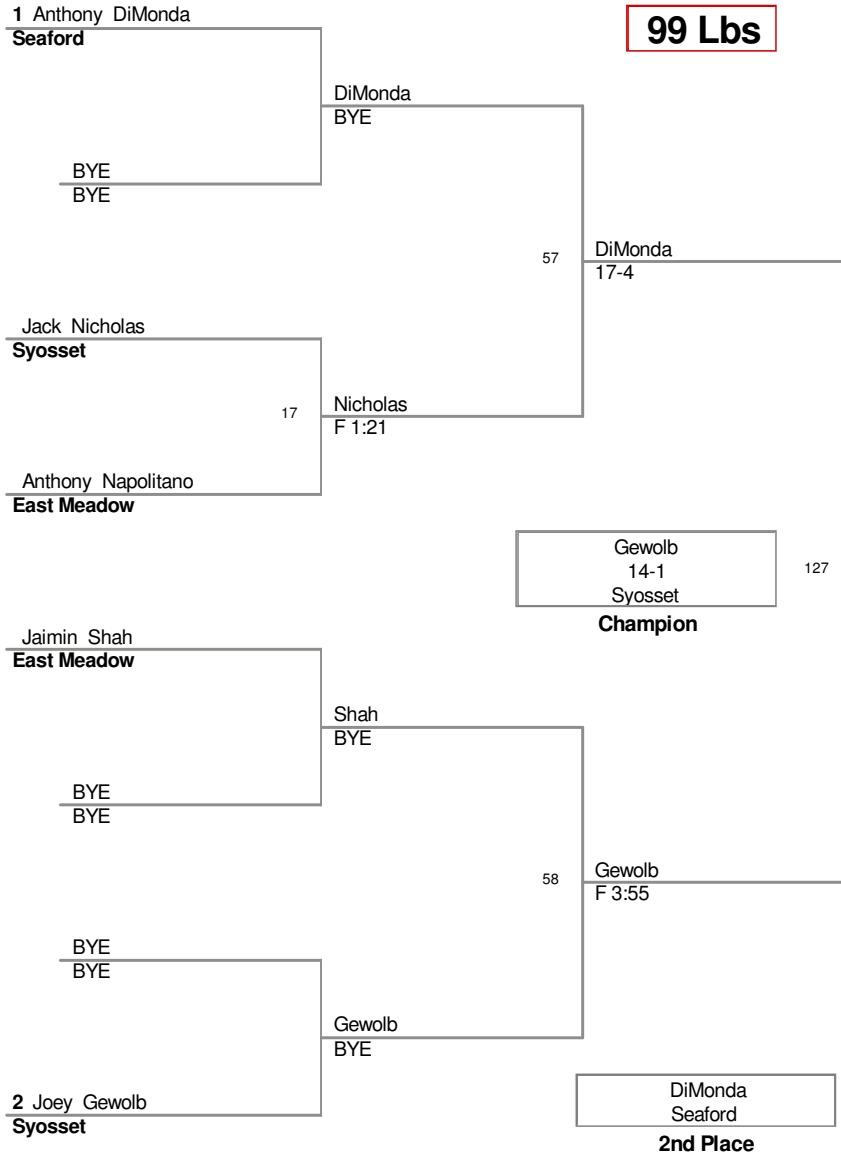 1 Anthony DiMonda
Seaford
99 Lbs
DiMonda
BYE
BYE
BYE
57
DiMonda
17-4
Jack Nicholas
Syosset
17
Nicholas
F 1:21
Anthony Napolitano
East Meadow
Gewolb
14-1
Syosset
127
Champion
Jaimin Shah
East Meadow
Shah
BYE
BYE
BYE
58
Gewolb
F 3:55
BYE
BYE
Gewolb
BYE
2 Joey Gewolb
Syosset
DiMonda
Seaford
2nd Place